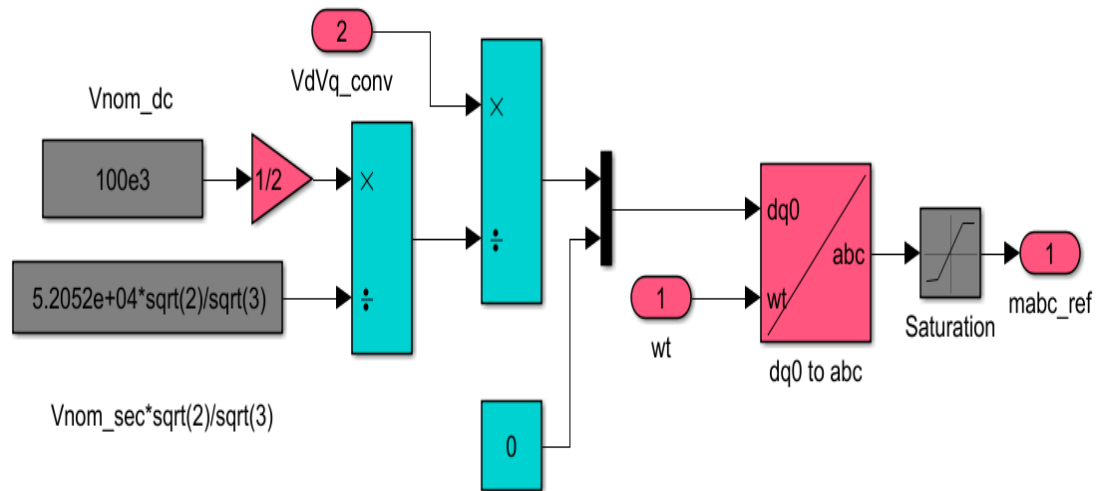 2
VdVq_conv
Vnom_dc
100e3
1/2
×
÷
×
÷
5.2052e+04*sqrt(2)/sqrt(3)
Vnom_sec*sqrt(2)/sqrt(3)
0
1
wt
dq0
wt
abc
dq0 to abc
Saturation
1
mabc_ref